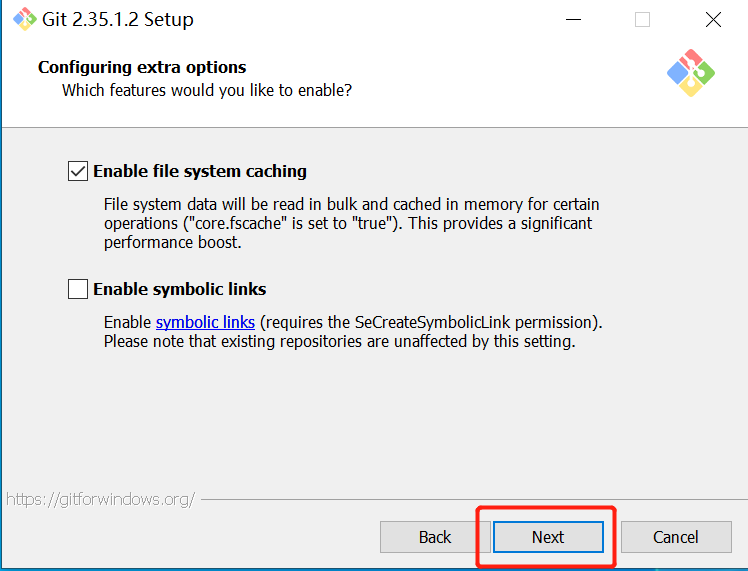 Git 2.35.1.2 Setup
Configuring extra options
Which features would you like to enable?
Enable file system caching
File system data will be read in bulk and cached in memory for certain
operations ("core.fscache" is set to "true"). This provides a significant
performance boost.
Enable symbolic links
Enable symbolic links (requires the SeCreateSymbolicLink permission).
Please note that existing repositories are unaffected by this setting.
https://gitforwindows.org/
Back Next Cancel